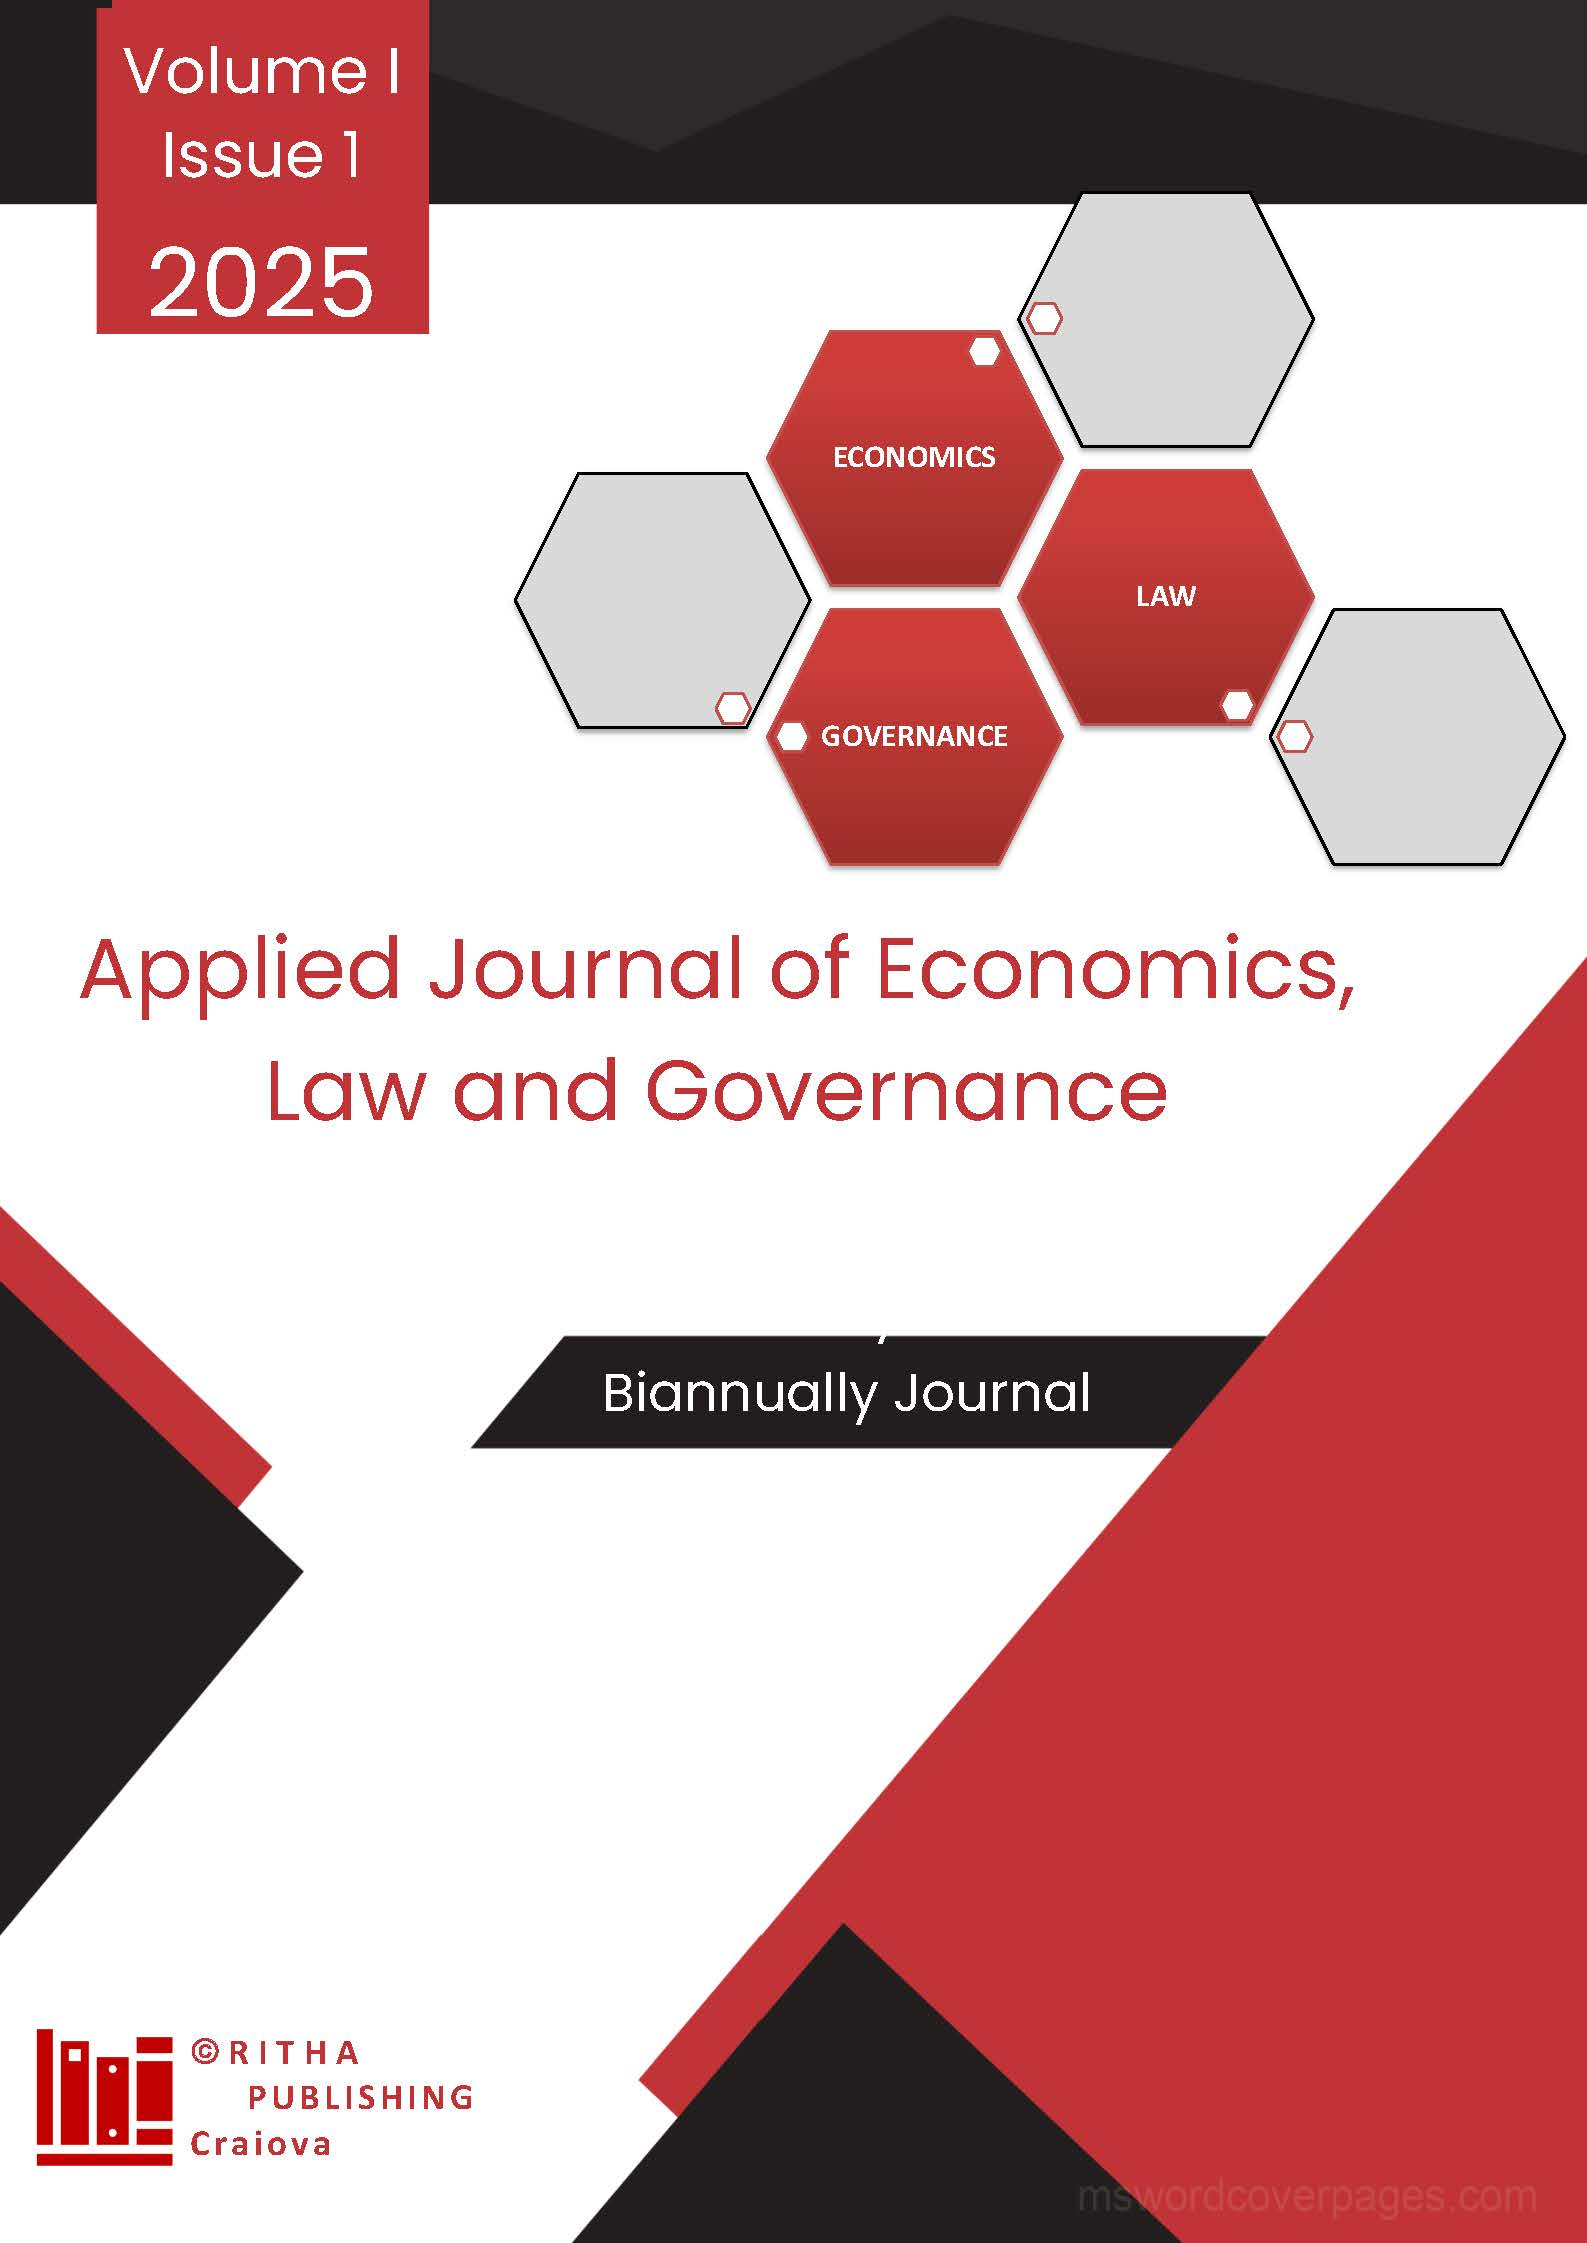 Volume I
Issue 1
2025
ECONOMICS
LAW
GOVERNANCE
Applied Journal of Economics,
Law and Governance
Biannually Journal
©RITHA
PUBLISHING
Craiova
mswordcoverpages.com